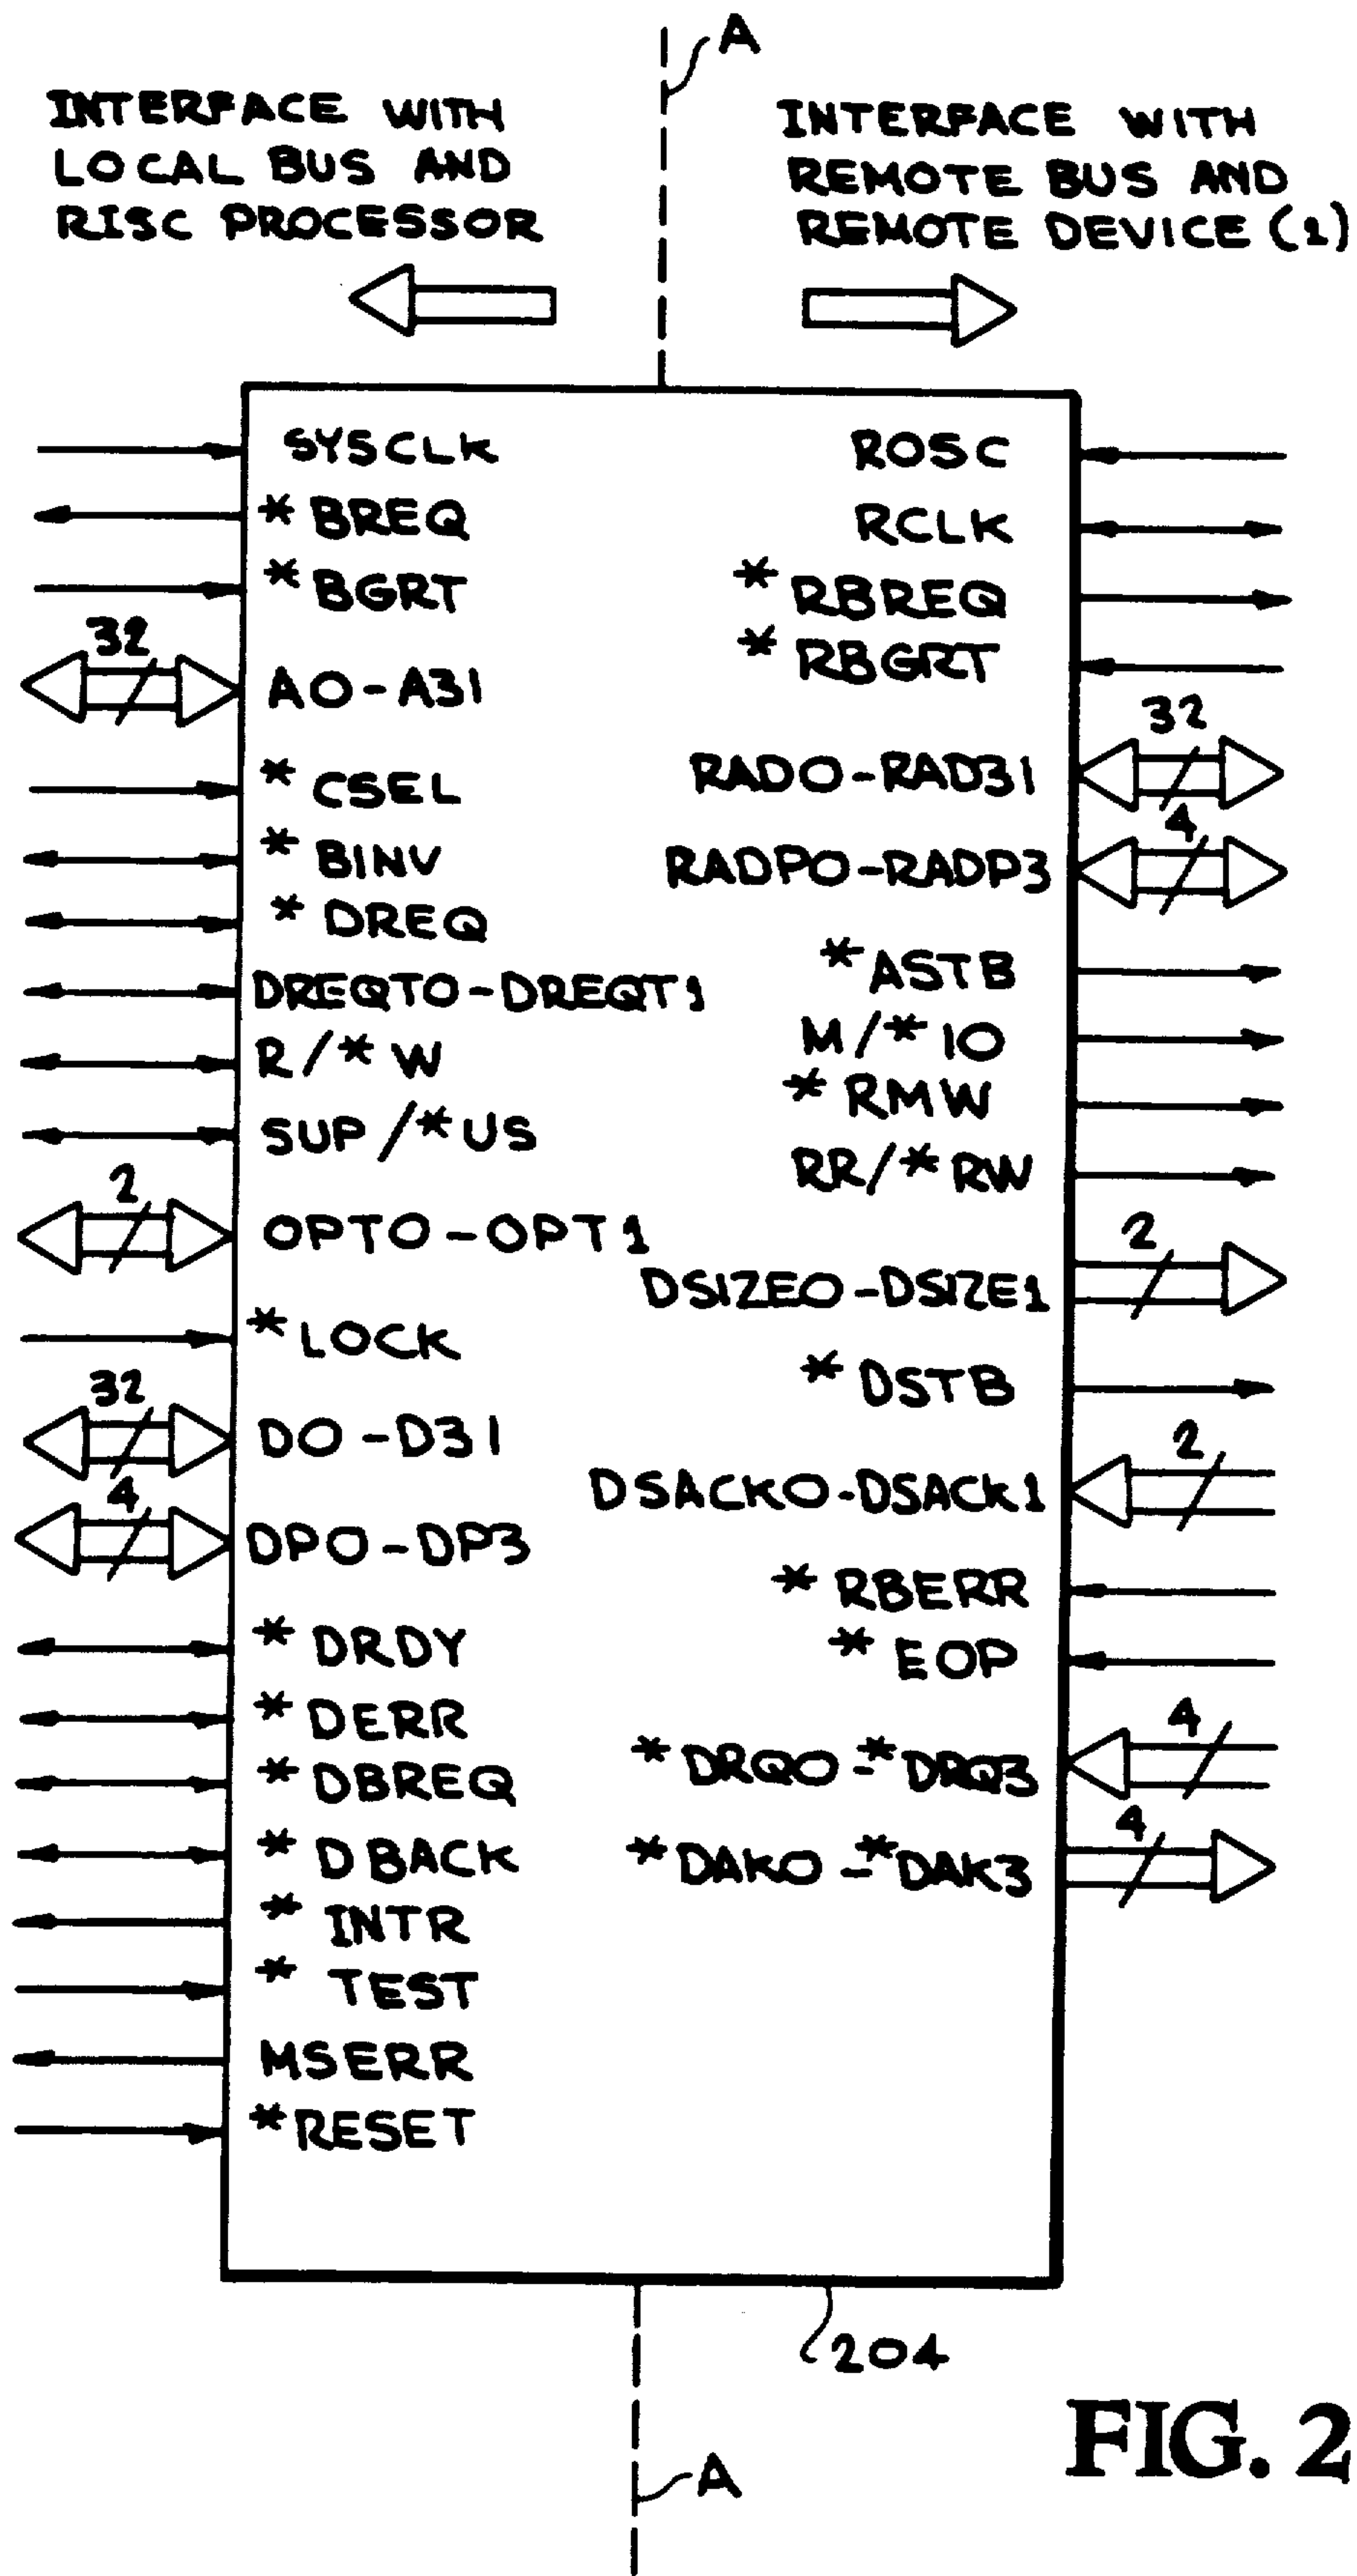 A
INTERFACE WITH
LOCAL BUS AND
RISC PROCESSOR
INTERFACE WITH
REMOTE BUS AND
REMOTE DEVICE (1)
SYSCLK
*BREQ
*BGRT
32
A0-A31
*CSEL
*BINV
*DREQ
DREQT0-DREQT1
R/*W
SUP/*US
2
OPT0-OPT1
*LOCK
32
D0-D31
4
DP0-DP3
*DRDY
*DERR
*DBREQ
*DBACK
*INTR
*TEST
MSERR
*RESET
ROSC
RCLK
*RBREQ
*RBGRT
32
RAD0-RAD31
4
RADP0-RADP3
*ASTB
M/*IO
*RMW
RR/*RW
2
DSIZE0-DSIZE1
*DSTB
2
DSACK0-DSACK1
*RBERR
*EOP
4
*DRQ0-*DRQ3
4
*DAK0-*DAK3
204
A
FIG. 2